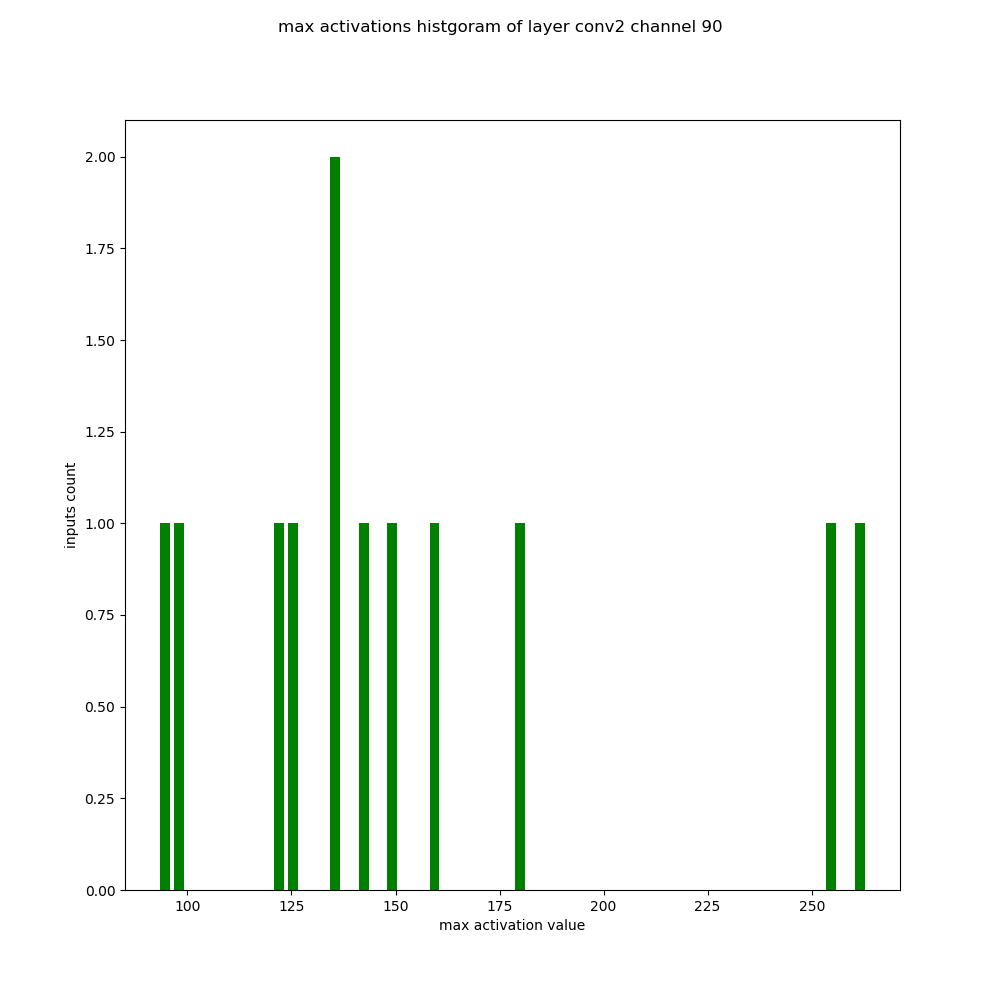 max activations histgoram of layer conv2 channel 90
2.00
1.75
1.50
1.25
1.00
0.75
0.50
0.25
0.00
inputs count
100 125 150 175 200 225 250
max activation value